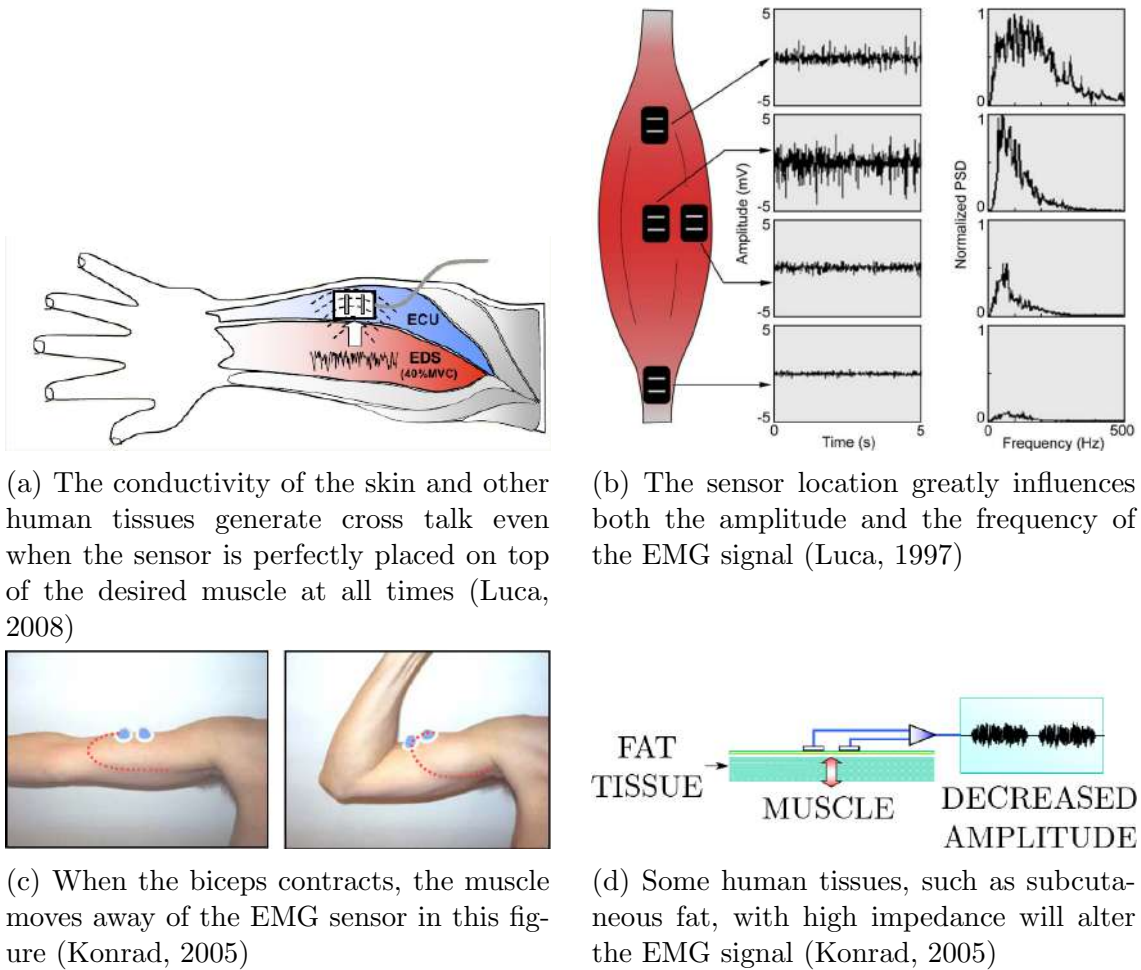 ECU
EDS
(40%MVC)
5
-5
5
-5
5
-5
5
-5
Amplitude (mV)
0
5
Time (s)
1
0
1
0
1
0
1
0
Normalized PSD
0
500
Frequency (Hz)
(a) The conductivity of the skin and other
human tissues generate cross talk even
when the sensor is perfectly placed on top
of the desired muscle at all times (Luca,
2008)
(b) The sensor location greatly influences
both the amplitude and the frequency of
the EMG signal (Luca, 1997)
FAT
TISSUE
MUSCLE
DECREASED
AMPLITUDE
(c) When the biceps contracts, the muscle
moves away of the EMG sensor in this fig-
ure (Konrad, 2005)
(d) Some human tissues, such as subcuta-
neous fat, with high impedance will alter
the EMG signal (Konrad, 2005)